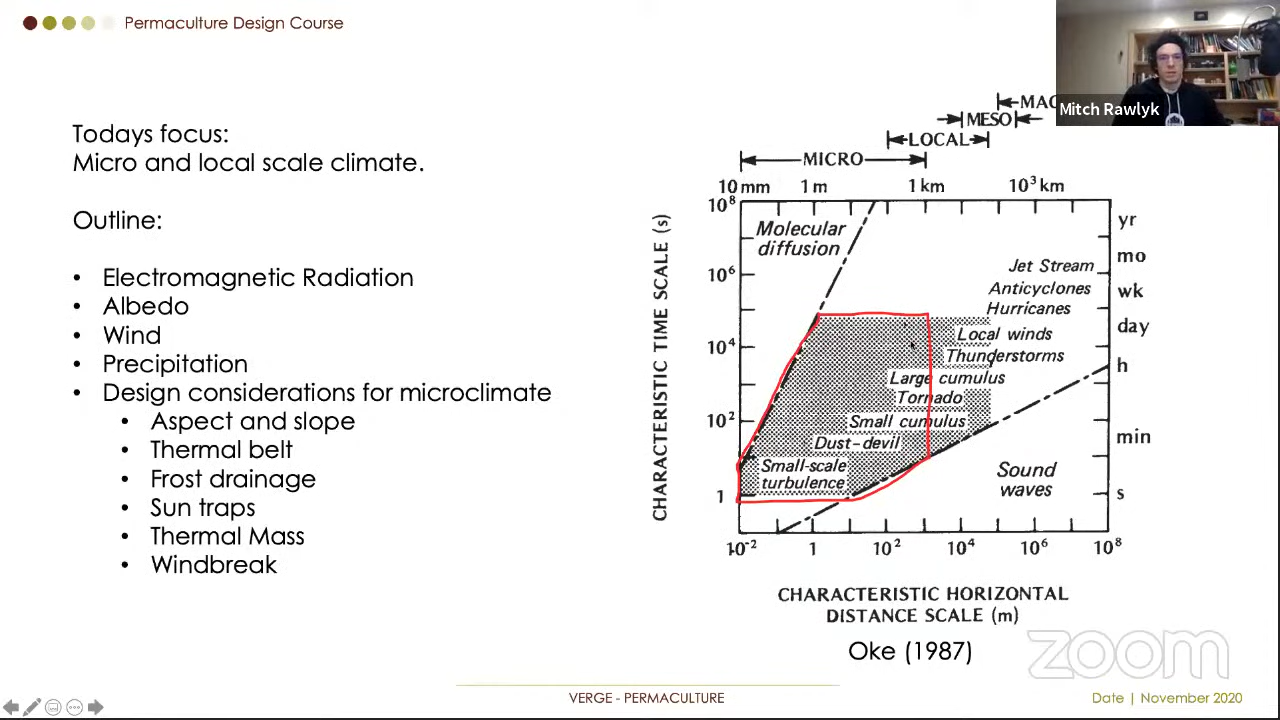 Permaculture Design Course
Todays focus:
Micro and local scale climate.
Outline:
• Electromagnetic Radiation
• Albedo
• Wind
• Precipitation
• Design considerations for microclimate
• Aspect and slope
• Thermal belt
• Frost drainage
• Sun traps
• Thermal Mass
• Windbreak
Mitch Rawlyk
MESO
LOCAL
MICRO
10 mm 1 m 1 km 10³ km
CHARACTERISTIC TIME SCALE (s)
10⁸
10⁶
10⁴
10²
1
Molecular
diffusion
Jet Stream
Anticyclones
Hurricanes
Local winds
Thunderstorms
Large cumulus
Tornado
Small cumulus
Dust-devil
Small-scale
turbulence
Sound
waves
yr
mo
wk
day
h
min
s
10⁻² 1 10² 10⁴ 10⁶ 10⁸
CHARACTERISTIC HORIZONTAL
DISTANCE SCALE (m)
Oke (1987)
zoom
VERGE - PERMACULTURE
Date | November 2020